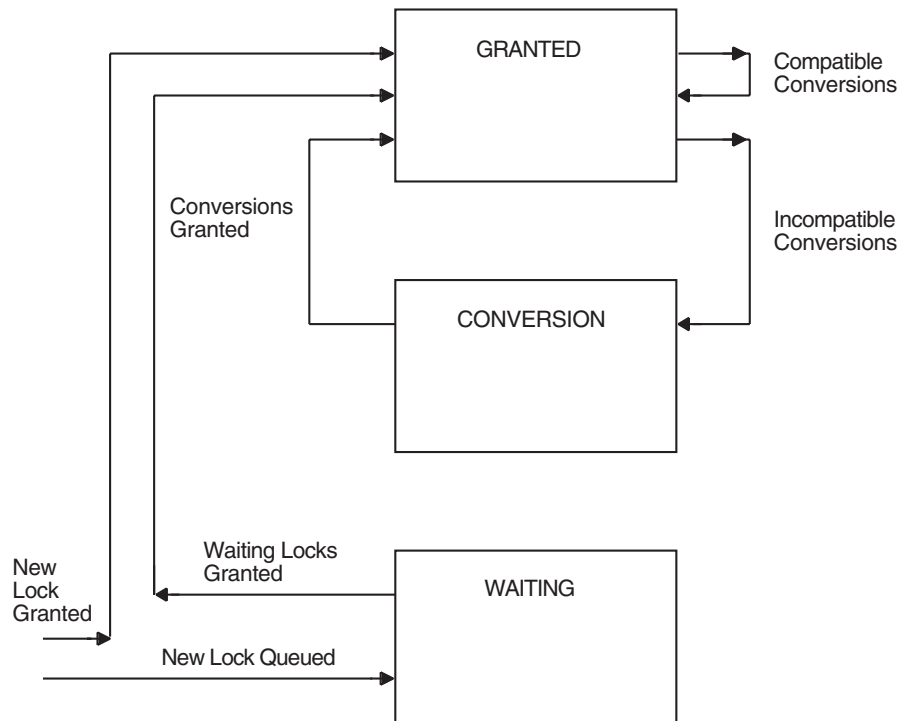 GRANTED
Compatible
Conversions
Conversions
Granted
Incompatible
Conversions
CONVERSION
Waiting Locks
Granted
New
Lock
Granted
WAITING
New Lock Queued